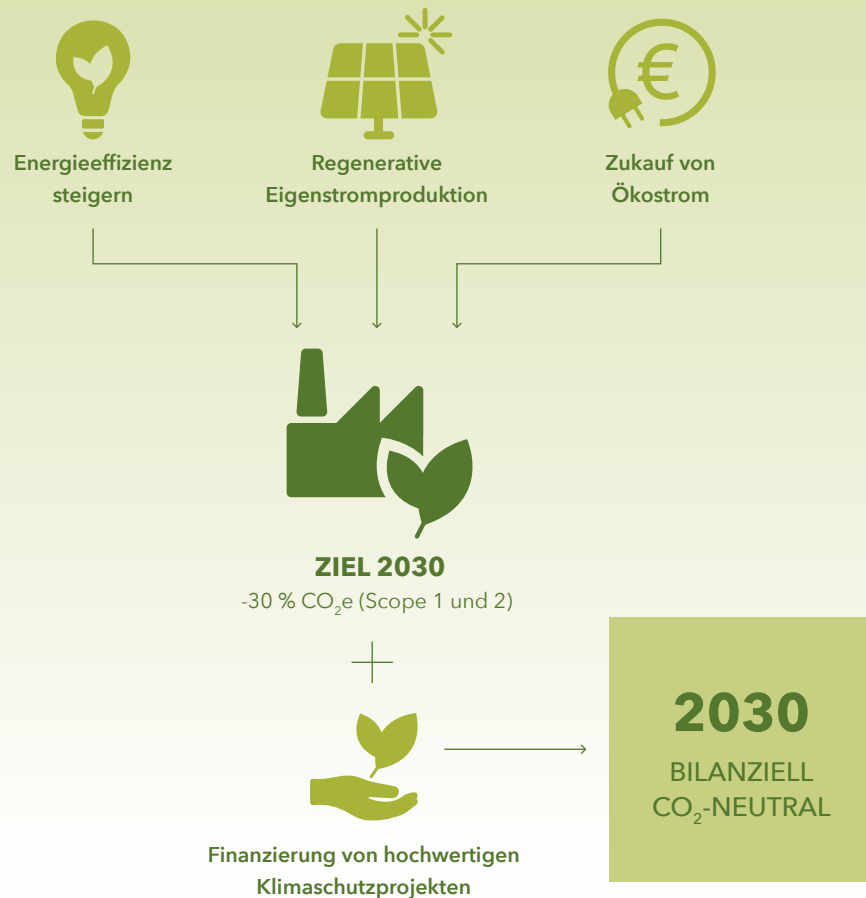 €
Energieeffizienz
steigern
Regenerative
Eigenstromproduktion
Zukauf von
Ökostrom
ZIEL 2030
-30 % CO₂e (Scope 1 und 2)
2030
BILANZIELL
CO₂-NEUTRAL
Finanzierung von hochwertigen
Klimaschutzprojekten